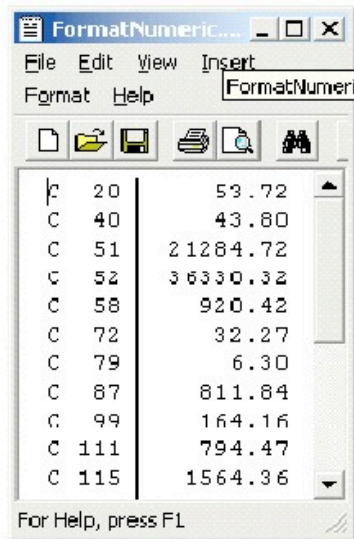 FormatNumeric....
File Edit View Insert
FormatNumeri
Format Help
C 20 53.72
C 40 43.80
C 51 21284.72
C 52 36330.32
C 58 920.42
C 72 32.27
C 79 6.30
C 87 811.84
C 99 164.16
C 111 794.47
C 115 1564.36
For Help, press F1